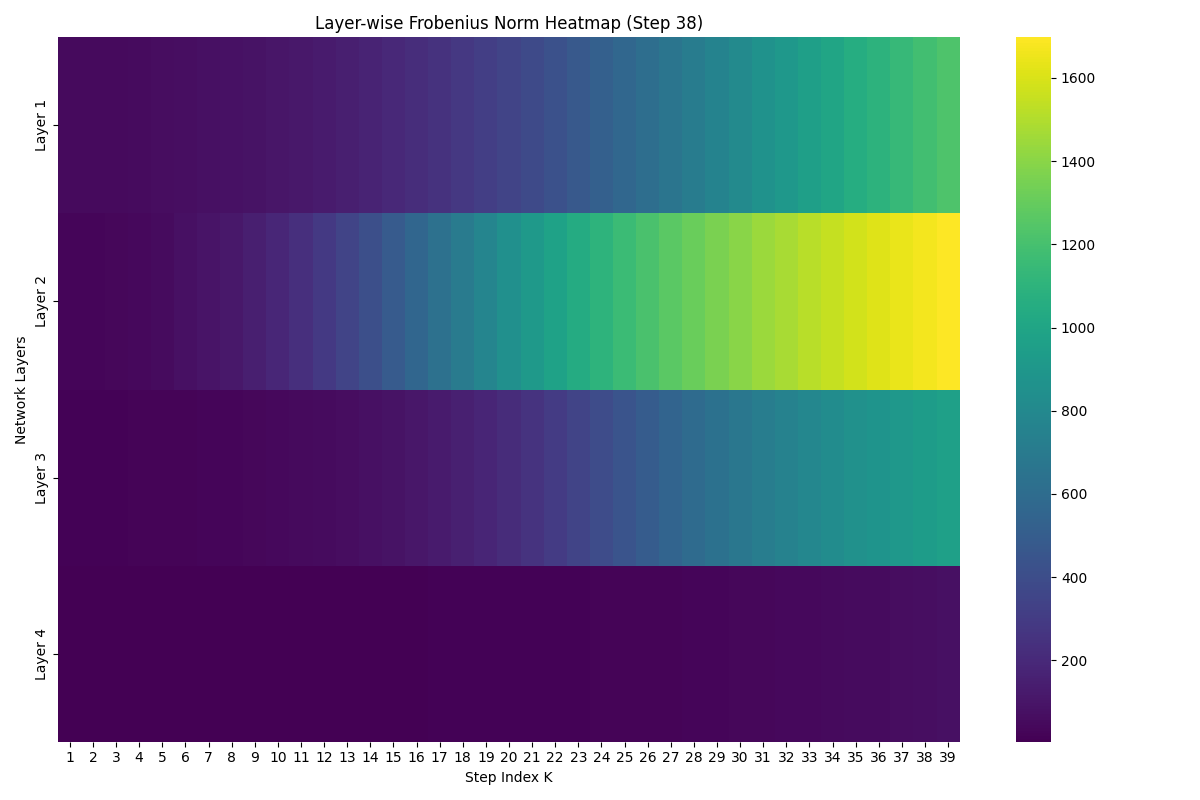 Layer-wise Frobenius Norm Heatmap (Step 38)
Network Layers
Layer 1
Layer 2
Layer 3
Layer 4
1 2 3 4 5 6 7 8 9 10 11 12 13 14 15 16 17 18 19 20 21 22 23 24 25 26 27 28 29 30 31 32 33 34 35 36 37 38 39
Step Index K
1600
1400
1200
1000
800
600
400
200